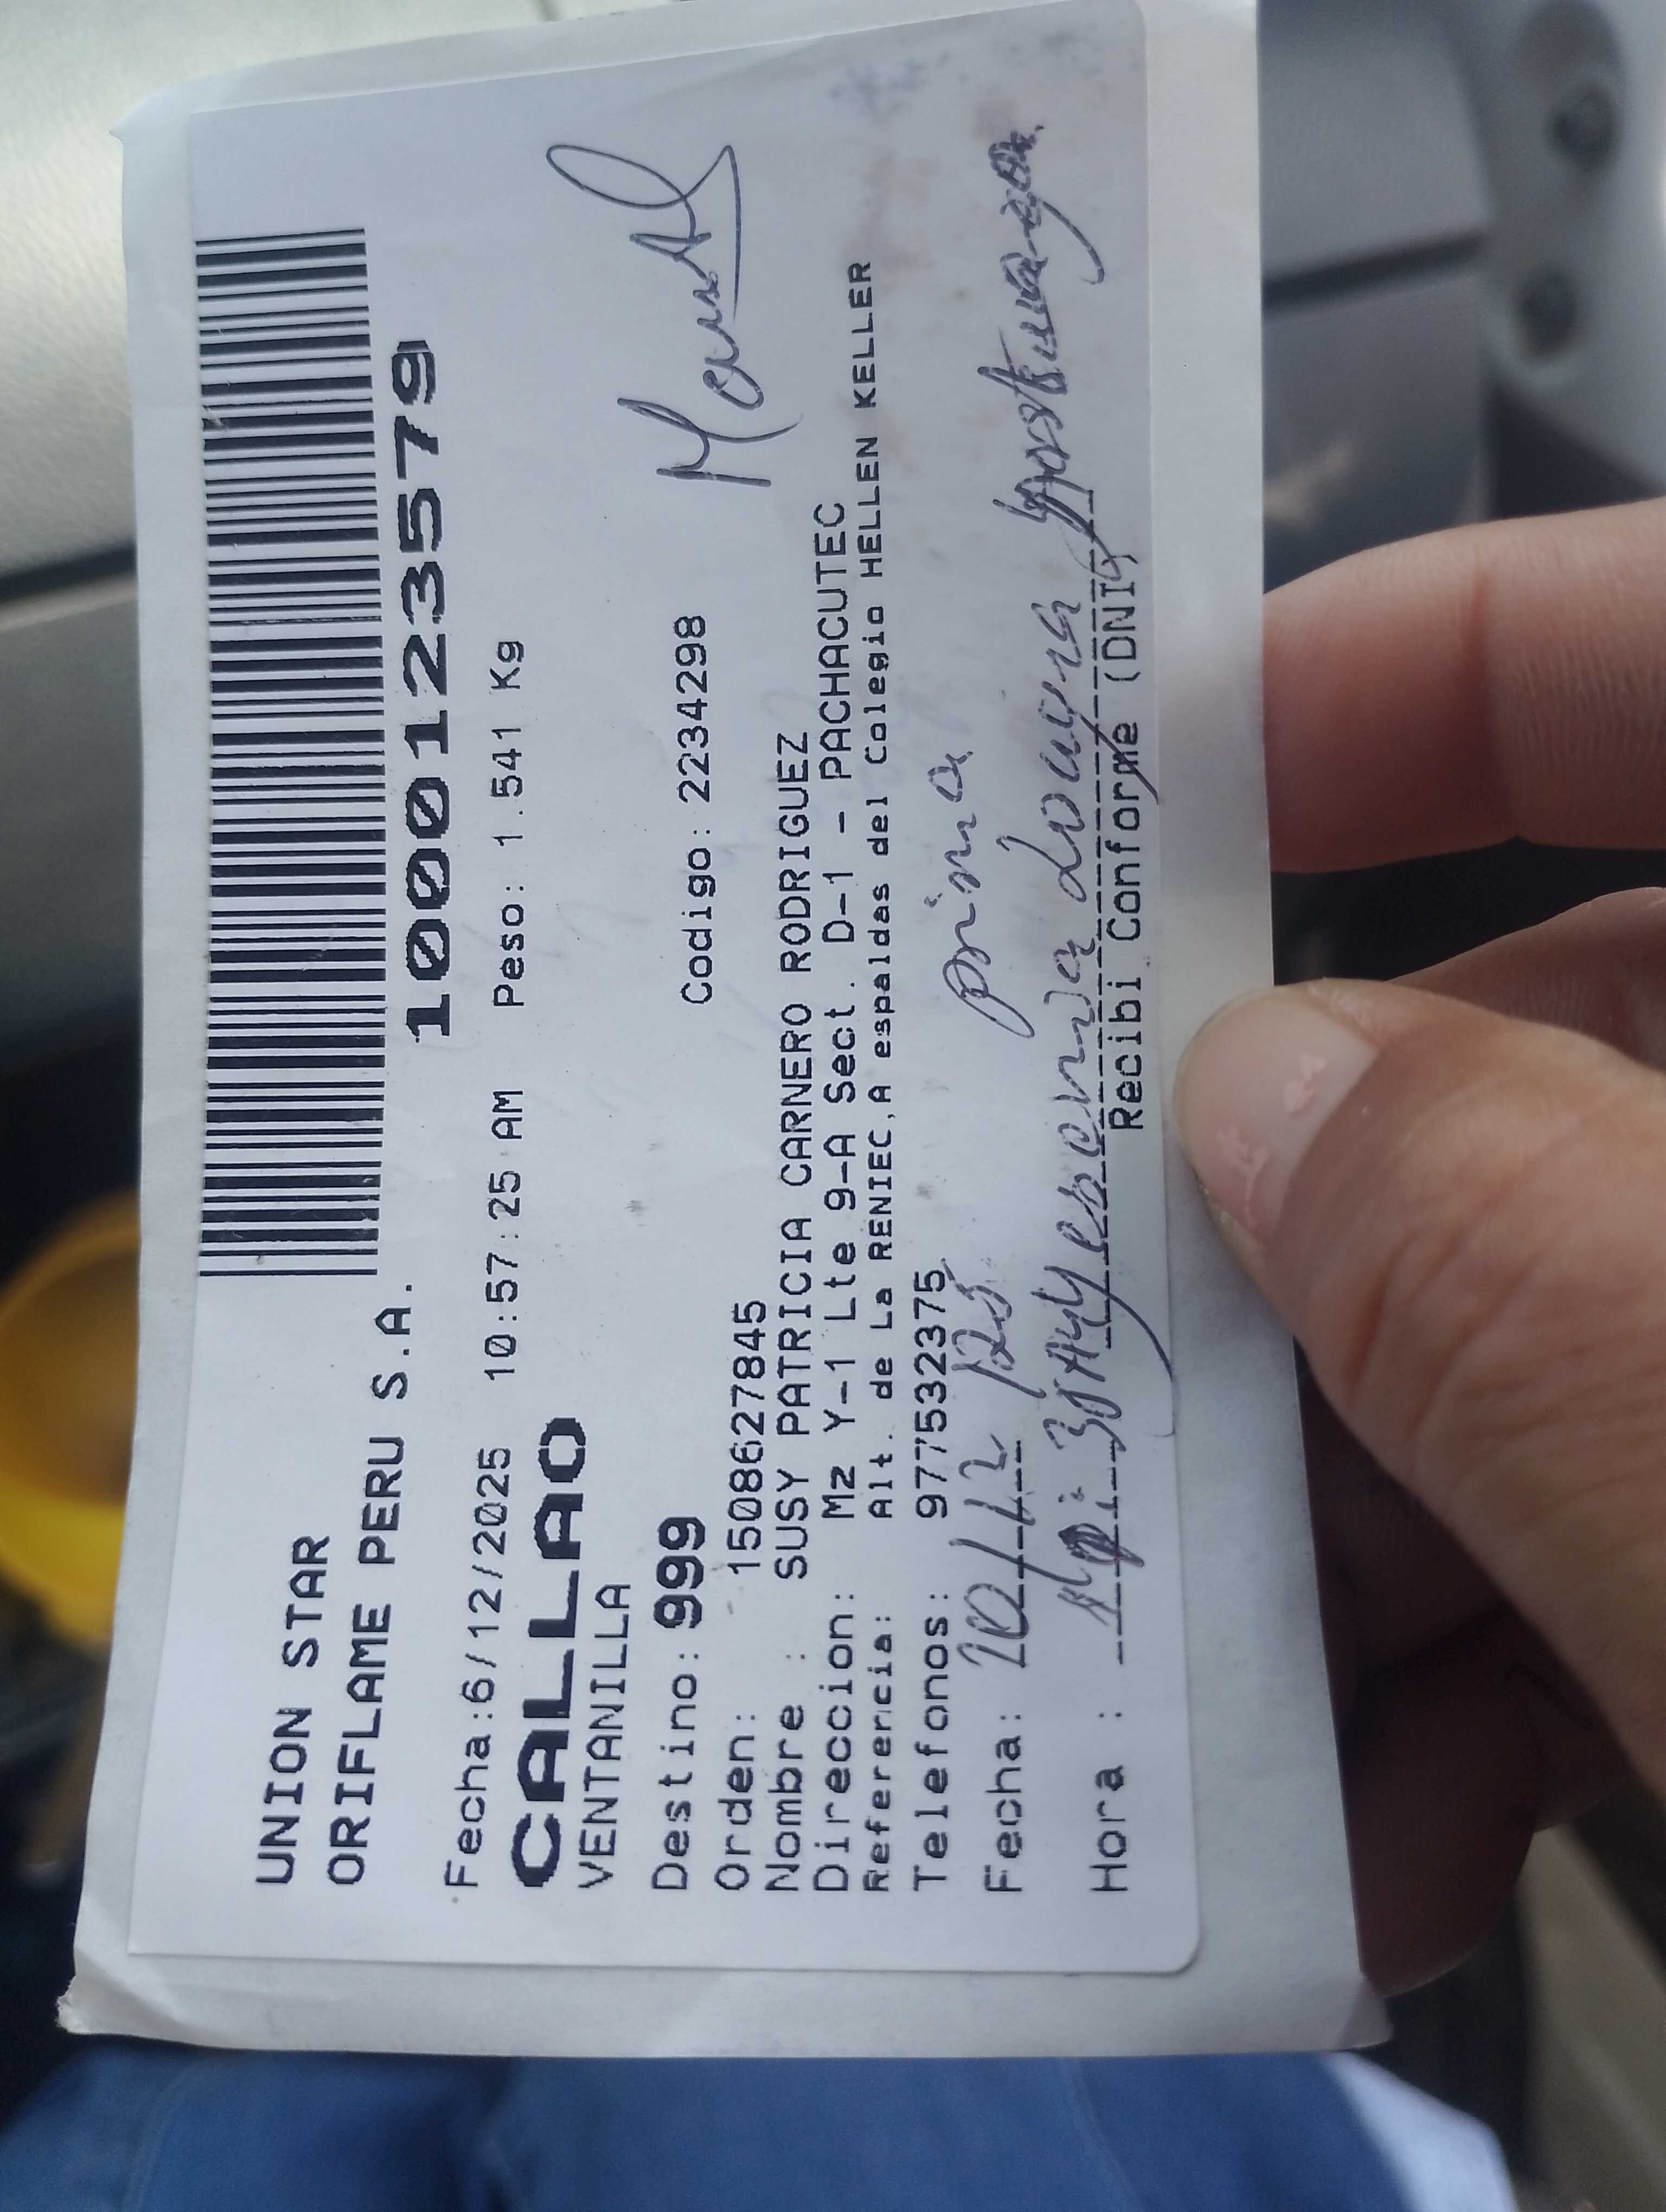 UNION STAR
ORIFLAME PERU S.A.
1000123579
Fecha:6/12/2025 10:57:25 AM Peso: 1.541 Kg
CALLAO
VENTANILLA
Destino: 999 Codigo: 2234298
Orden: 1508627845
Nombre : SUSY PATRICIA CARNERO RODRIGUEZ
Direccion: Mz Y-1 Lte 9-A Sect. D-1 - PACHACUTEC
Referencia: Alt. de La RENIEC,A espaldas del Colegio HELLEN KELLER
Telefonos: 977532375
Fecha: 10/12/25 prima
Hora :
Recibi Conforme (DNI)